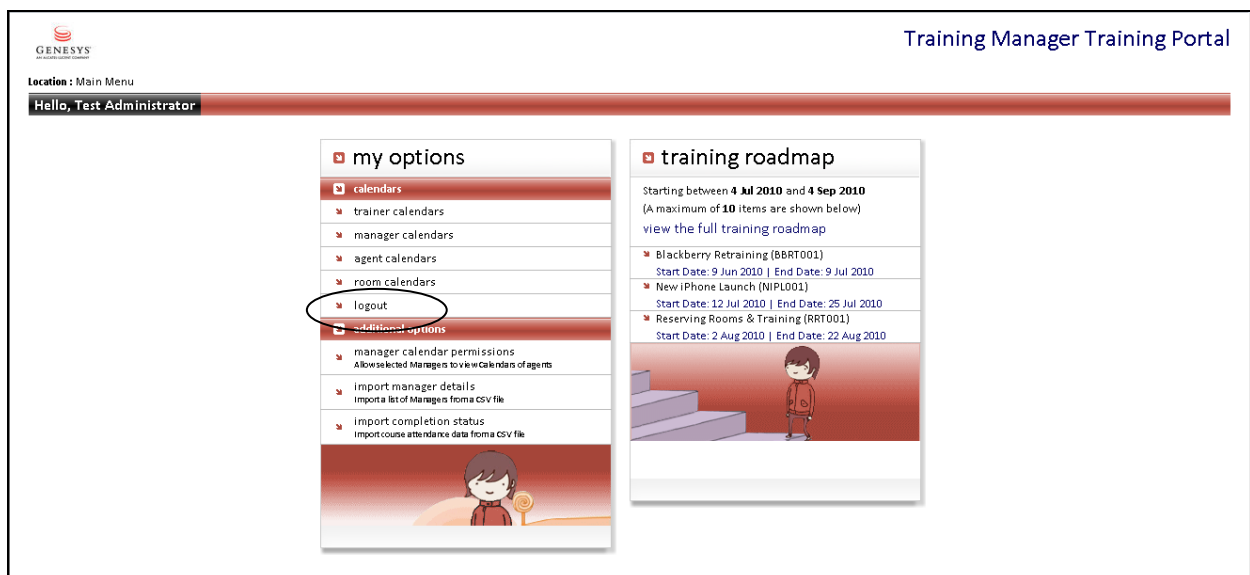 GENESYS
AN ALCATEL-LUCENT COMPANY
Training Manager Training Portal
Location : Main Menu
Hello, Test Administrator
my options
calendars
trainer calendars
manager calendars
agent calendars
room calendars
logout
additional options
manager calendar permissions
Allow selected Managers to view Calendars of agents
import manager details
Import a list of Managers from a CSV file
import completion status
Import course attendance data from a CSV file
training roadmap
Starting between 4 Jul 2010 and 4 Sep 2010
(A maximum of 10 items are shown below)
view the full training roadmap
Blackberry Retraining (BBRT001)
Start Date: 9 Jun 2010 | End Date: 9 Jul 2010
New iPhone Launch (NIPL001)
Start Date: 12 Jul 2010 | End Date: 25 Jul 2010
Reserving Rooms & Training (RRT001)
Start Date: 2 Aug 2010 | End Date: 22 Aug 2010